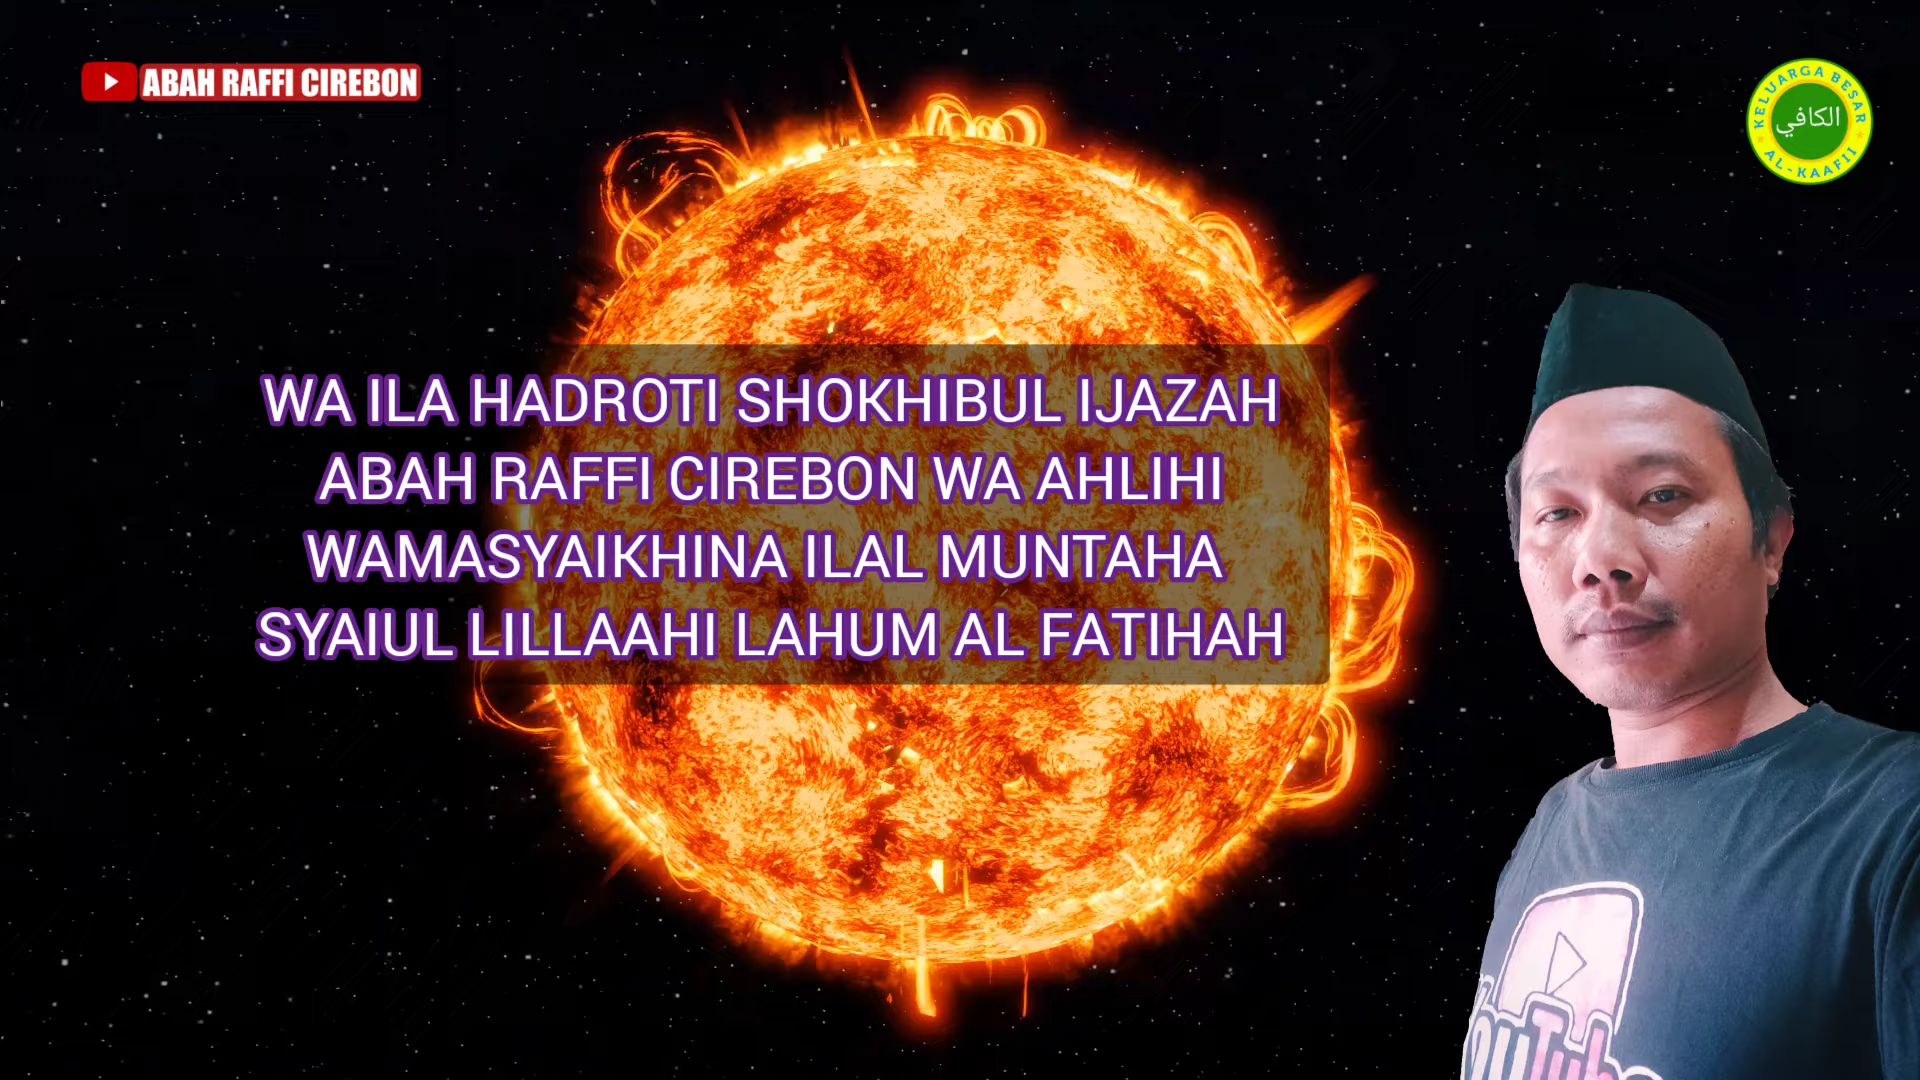 ABAH RAFFI CIREBON
KELUARGA BESAR
الكافي
AL-KAAFII
WA ILA HADROTI SHOKHIBUL IJAZAH
ABAH RAFFI CIREBON WA AHLIHI
WAMASYAIKHINA ILAL MUNTAHA
SYAIUL LILLAAHI LAHUM AL FATIHAH
YouTube